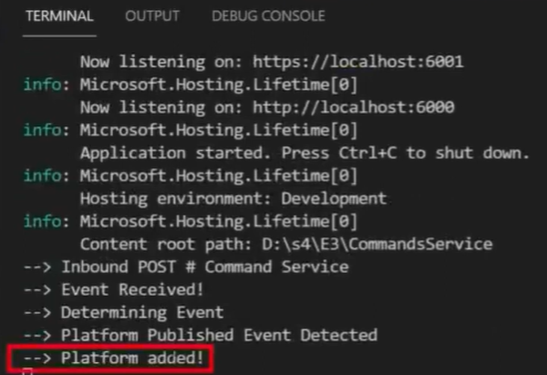 TERMINAL OUTPUT DEBUG CONSOLE
Now listening on: https://localhost:6001
info: Microsoft.Hosting.Lifetime[0]
Now listening on: http://localhost:6000
info: Microsoft.Hosting.Lifetime[0]
Application started. Press Ctrl+C to shut down.
info: Microsoft.Hosting.Lifetime[0]
Hosting environment: Development
info: Microsoft.Hosting.Lifetime[0]
Content root path: D:\s4\E3\CommandsService
--> Inbound POST # Command Service
--> Event Received!
--> Determining Event
--> Platform Published Event Detected
--> Platform added!